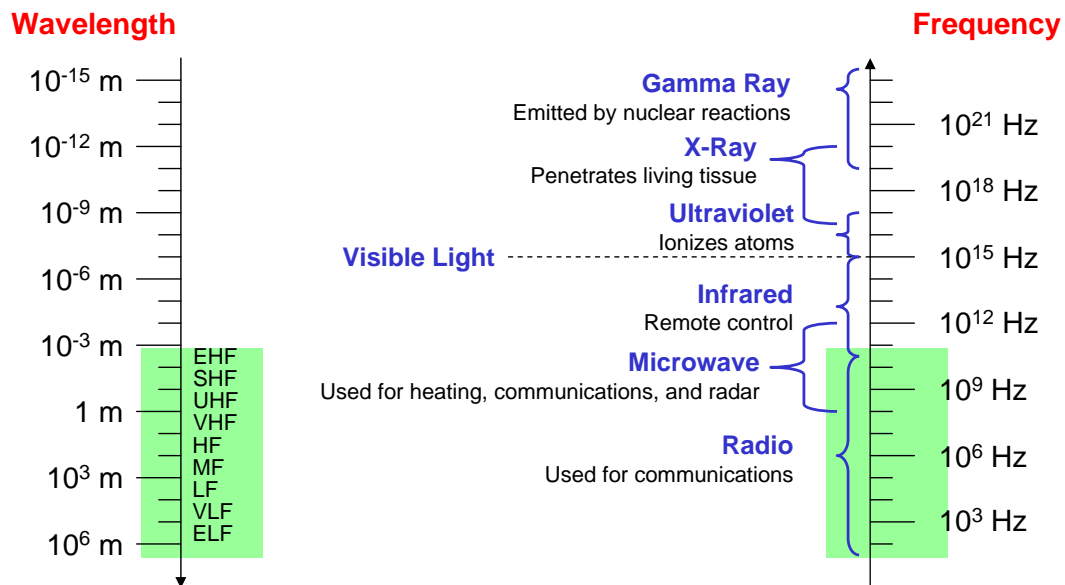 Wavelength
Frequency
10⁻¹⁵ m
10⁻¹² m
10⁻⁹ m
10⁻⁶ m
10⁻³ m
1 m
10³ m
10⁶ m
EHF
SHF
UHF
VHF
HF
MF
LF
VLF
ELF
Gamma Ray
Emitted by nuclear reactions
X-Ray
Penetrates living tissue
Ultraviolet
Ionizes atoms
Visible Light
Infrared
Remote control
Microwave
Used for heating, communications, and radar
Radio
Used for communications
10²¹ Hz
10¹⁸ Hz
10¹⁵ Hz
10¹² Hz
10⁹ Hz
10⁶ Hz
10³ Hz